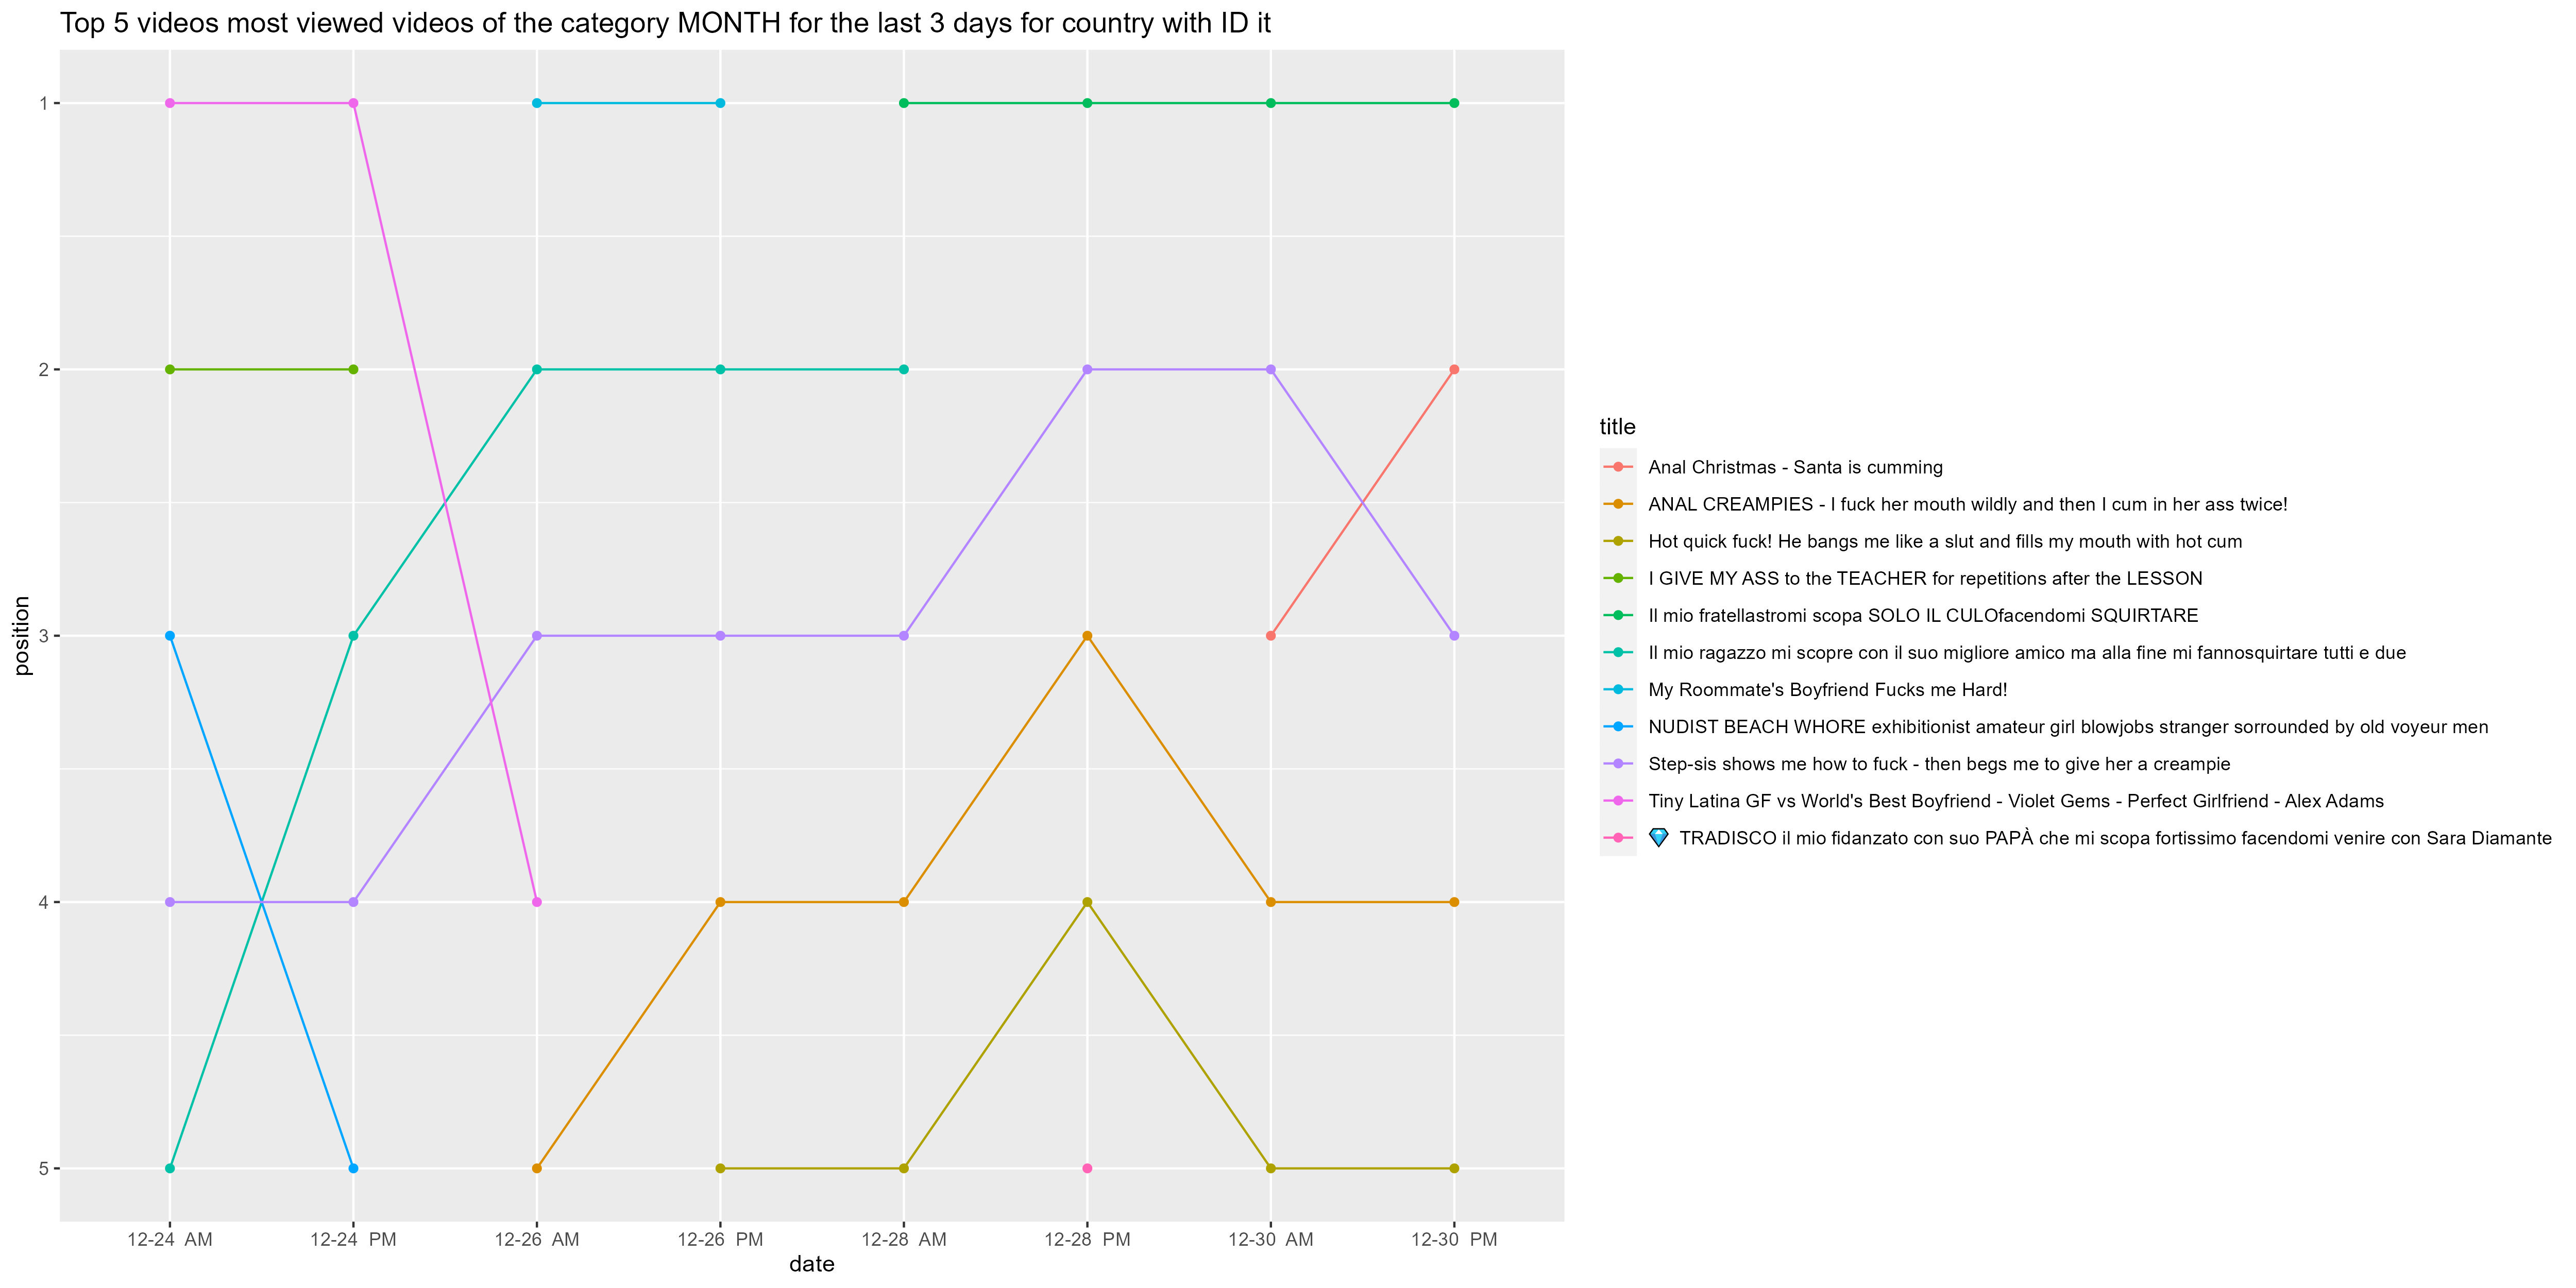 Top 5 videos most viewed videos of the category MONTH for the last 3 days for country with ID it
1
2
3
4
5
position
12-24 AM
12-24 PM
12-26 AM
12-26 PM
12-28 AM
12-28 PM
12-30 AM
12-30 PM
date
title
Anal Christmas - Santa is cumming
ANAL CREAMPIES - I fuck her mouth wildly and then I cum in her ass twice!
Hot quick fuck! He bangs me like a slut and fills my mouth with hot cum
I GIVE MY ASS to the TEACHER for repetitions after the LESSON
Il mio fratellastromi scopa SOLO IL CULOfacendomi SQUIRTARE
Il mio ragazzo mi scopre con il suo migliore amico ma alla fine mi fannosquirtare tutti e due
My Roommate's Boyfriend Fucks me Hard!
NUDIST BEACH WHORE exhibitionist amateur girl blowjobs stranger sorrounded by old voyeur men
Step-sis shows me how to fuck - then begs me to give her a creampie
Tiny Latina GF vs World's Best Boyfriend - Violet Gems - Perfect Girlfriend - Alex Adams
💎 TRADISCO il mio fidanzato con suo PAPÀ che mi scopa fortissimo facendomi venire con Sara Diamante